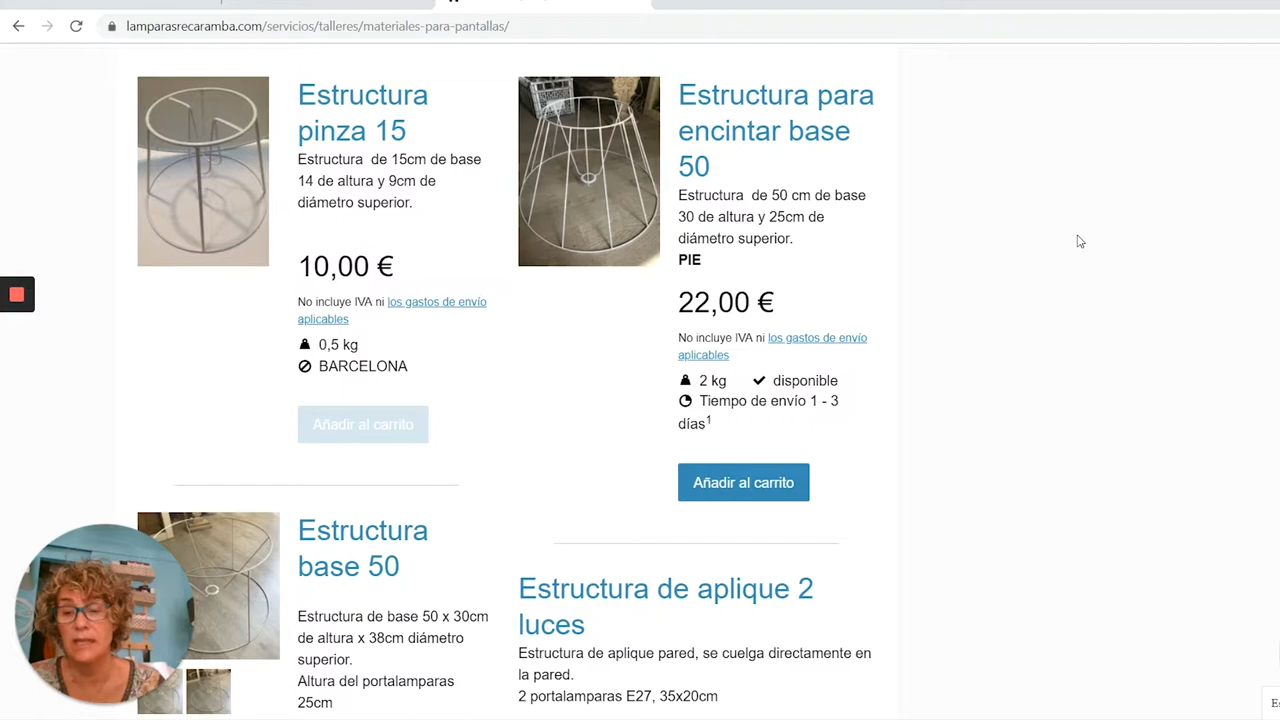 lamparasrecaramba.com/servicios/talleres/materiales-para-pantallas/
Estructura
pinza 15
Estructura de 15cm de base
14 de altura y 9cm de
diámetro superior.
10,00 €
No incluye IVA ni los gastos de envío
aplicables
0,5 kg
BARCELONA
Añadir al carrito
Estructura para
encintar base
50
Estructura de 50 cm de base
30 de altura y 25cm de
diámetro superior.
PIE
22,00 €
No incluye IVA ni los gastos de envío
aplicables
2 kg disponible
Tiempo de envío 1 - 3
días1
Añadir al carrito
Estructura
base 50
Estructura de base 50 x 30cm
de altura x 38cm diámetro
superior.
Altura del portalamparas
25cm
Estructura de aplique 2
luces
Estructura de aplique pared, se cuelga directamente en
la pared.
2 portalamparas E27, 35x20cm